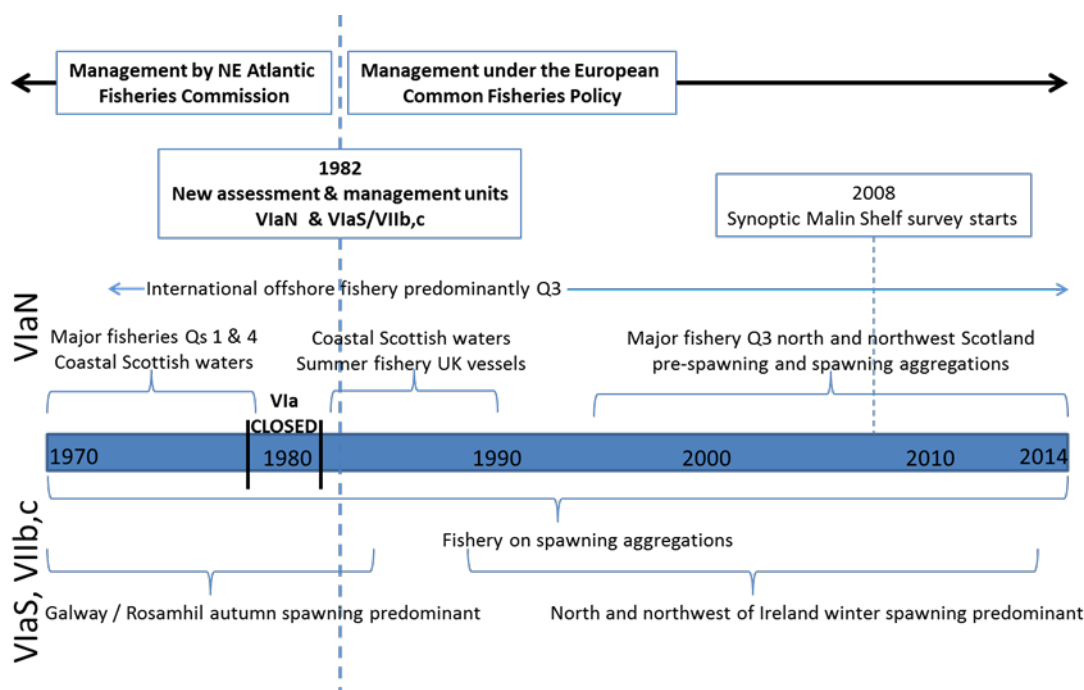 Management by NE Atlantic
Fisheries Commission
Management under the European
Common Fisheries Policy
1982
New assessment & management units
VIaN & VIaS/VIIb,c
2008
Synoptic Malin Shelf survey starts
VIaN
International offshore fishery predominantly Q3
Major fisheries Qs 1 & 4
Coastal Scottish waters
Coastal Scottish waters
Summer fishery UK vessels
Major fishery Q3 north and northwest Scotland
pre-spawning and spawning aggregations
VIa
CLOSED
1970
1980
1990
2000
2010
2014
VIaS, VIIb,c
Fishery on spawning aggregations
Galway / Rosamhil autumn spawning predominant
North and northwest of Ireland winter spawning predominant